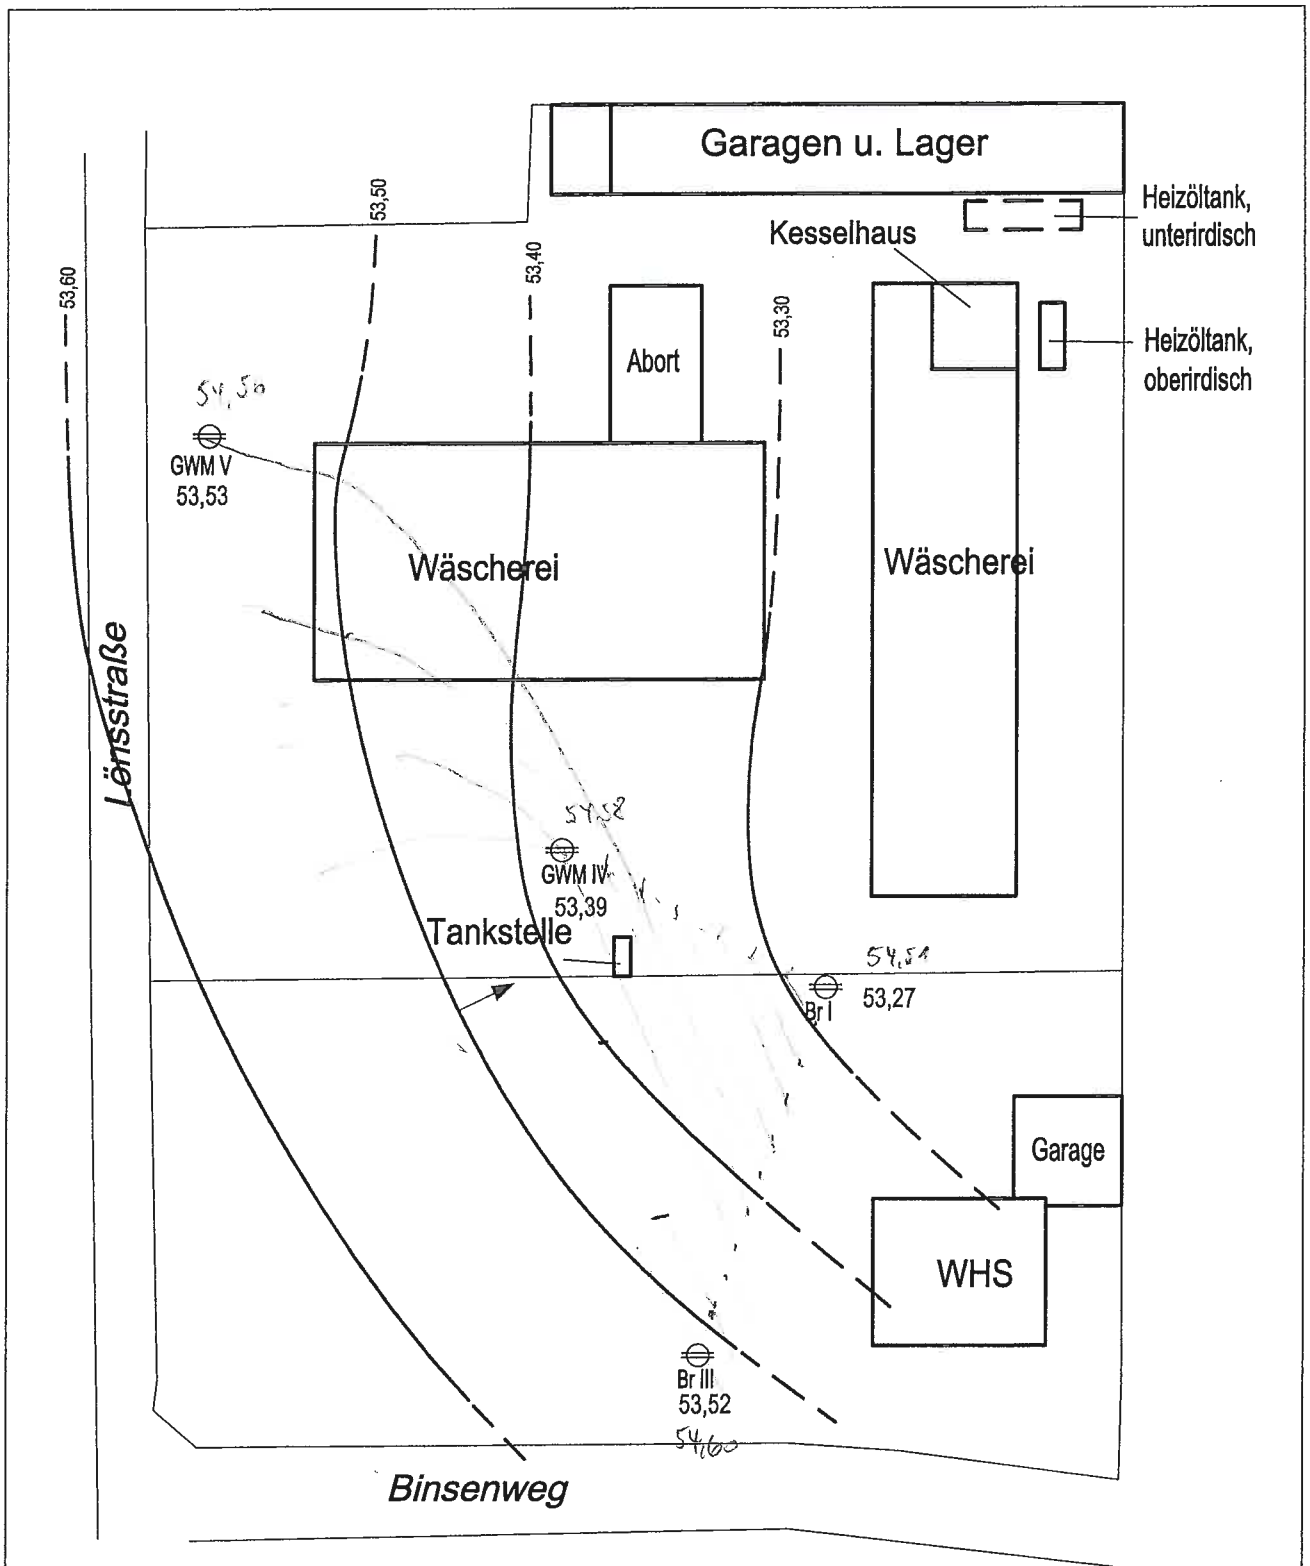 Garagen u. Lager
53,50
Heizöltank,
unterirdisch
Kesselhaus
53,60
53,40
53,30
Abort
Heizöltank,
oberirdisch
54,50
GWM V
53,53
Wäscherei
Wäscherei
Lönsstraße
54,52
GWM IV
53,39
Tankstelle
54,51
Br I
53,27
Garage
WHS
Br III
53,52
54,60
Binsenweg